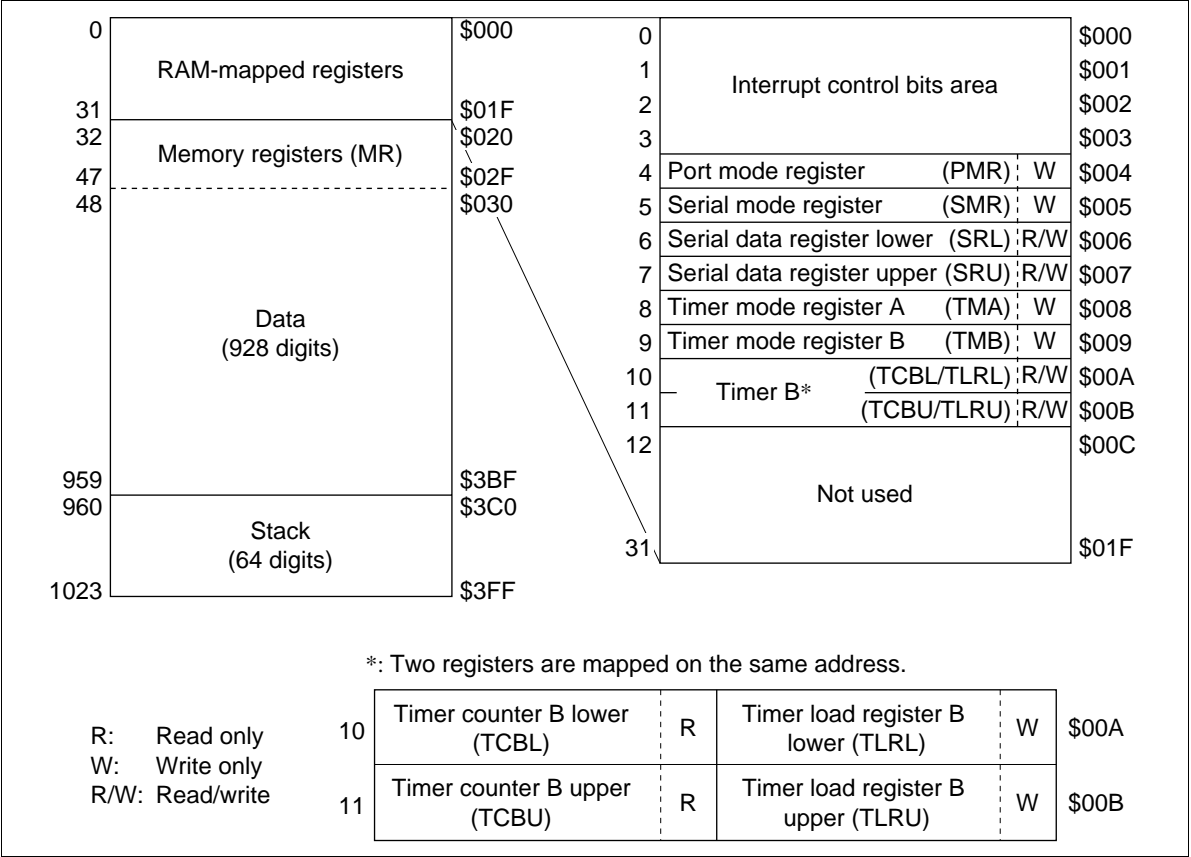 0 $000
RAM-mapped registers
31 $01F
32 $020
Memory registers (MR)
47 $02F
48 $030
Data
(928 digits)
959 $3BF
960 $3C0
Stack
(64 digits)
1023 $3FF
0 $000
1 $001
Interrupt control bits area
2 $002
3 $003
4 Port mode register (PMR) W $004
5 Serial mode register (SMR) W $005
6 Serial data register lower (SRL) R/W $006
7 Serial data register upper (SRU) R/W $007
8 Timer mode register A (TMA) W $008
9 Timer mode register B (TMB) W $009
10 (TCBL/TLRL) R/W $00A
Timer B*
11 (TCBU/TLRU) R/W $00B
12 $00C
Not used
31 $01F
*: Two registers are mapped on the same address.
R: Read only
W: Write only
R/W: Read/write
10 Timer counter B lower (TCBL) R Timer load register B lower (TLRL) W $00A
11 Timer counter B upper (TCBU) R Timer load register B upper (TLRU) W $00B